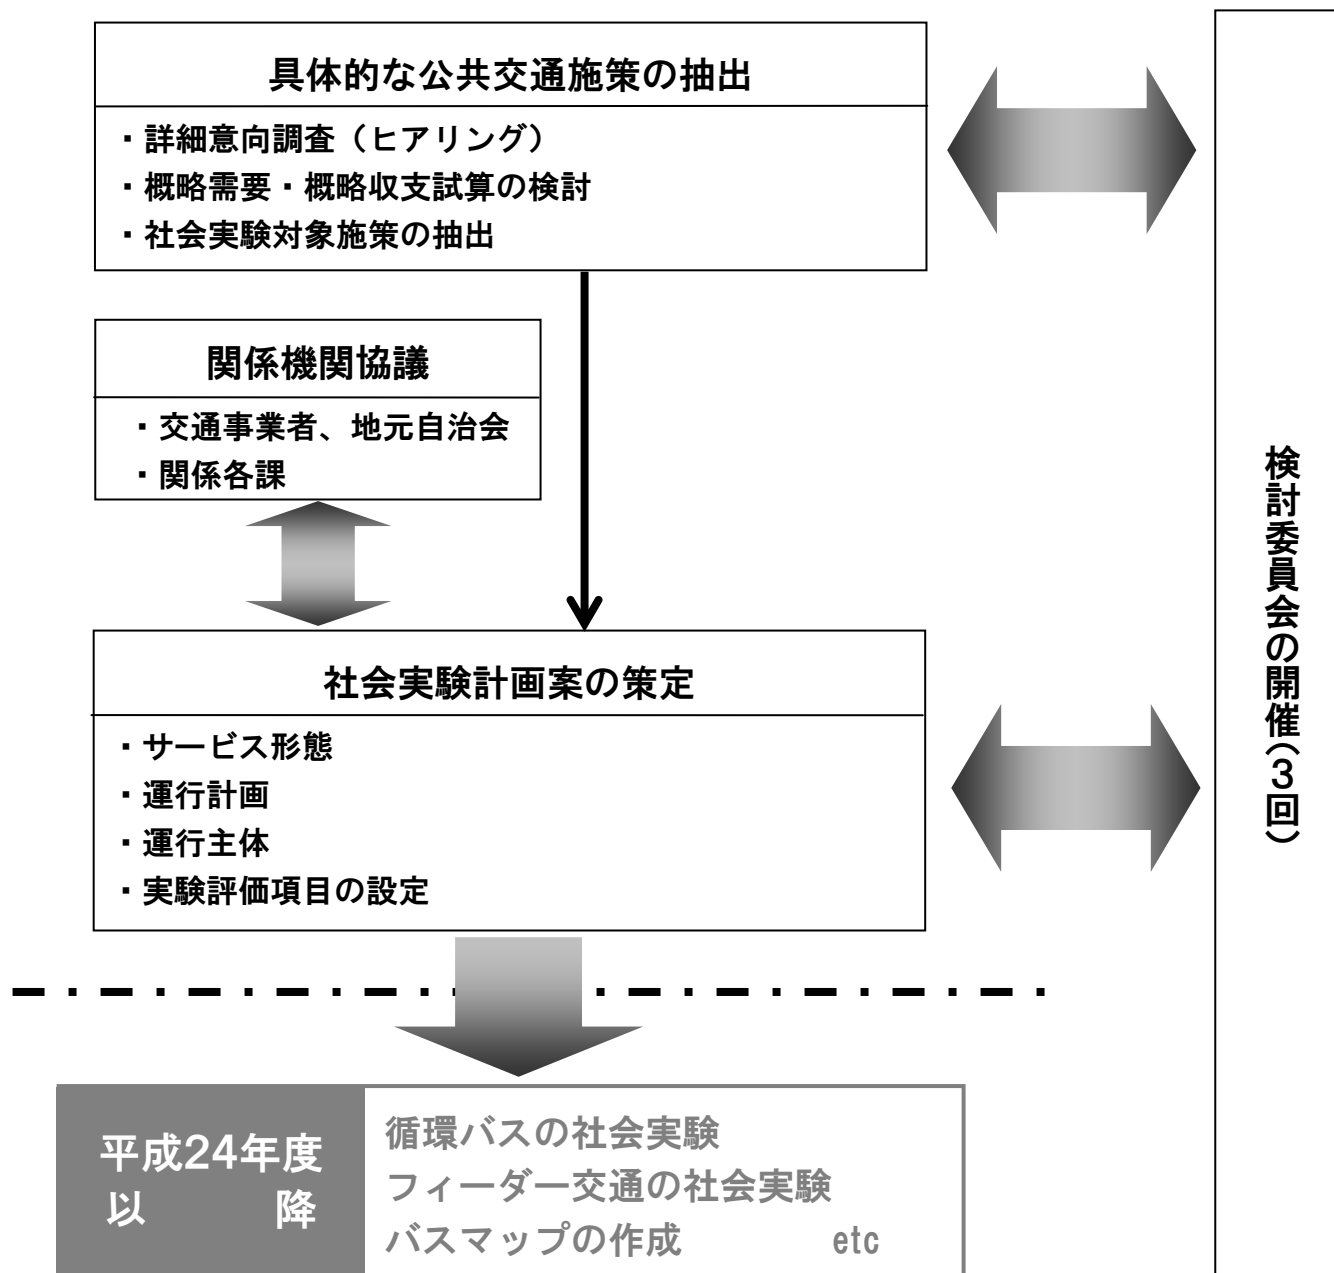 具体的な公共交通施策の抽出
・詳細意向調査（ヒアリング）
・概略需要・概略収支試算の検討
・社会実験対象施策の抽出
関係機関協議
・交通事業者、地元自治会
・関係各課
社会実験計画案の策定
・サービス形態
・運行計画
・運行主体
・実験評価項目の設定
検討委員会の開催（３回）
平成24年度
以　　　降
循環バスの社会実験
フィーダー交通の社会実験
バスマップの作成　　　　etc